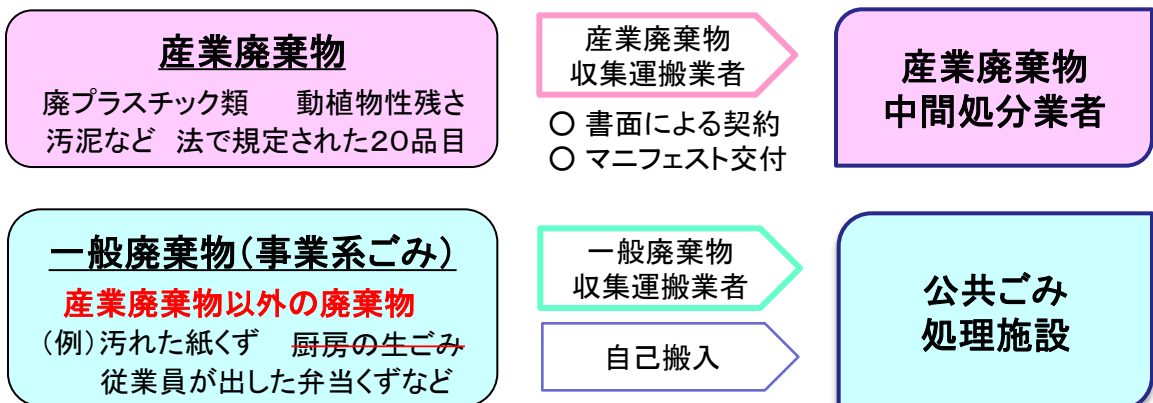 産業廃棄物
廃プラスチック類　動植物性残さ
汚泥など　法で規定された20品目
産業廃棄物
収集運搬業者
○ 書面による契約
○ マニフェスト交付
産業廃棄物
中間処分業者
一般廃棄物(事業系ごみ)
産業廃棄物以外の廃棄物
(例)汚れた紙くず　厨房の生ごみ
従業員が出した弁当くずなど
一般廃棄物
収集運搬業者
自己搬入
公共ごみ
処理施設